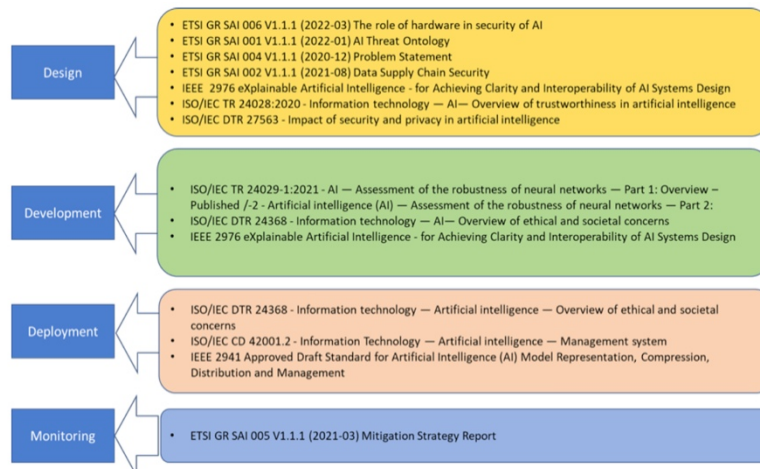 Design
• ETSI GR SAI 006 V1.1.1 (2022-03) The role of hardware in security of AI
• ETSI GR SAI 001 V1.1.1 (2022-01) AI Threat Ontology
• ETSI GR SAI 004 V1.1.1 (2020-12) Problem Statement
• ETSI GR SAI 002 V1.1.1 (2021-08) Data Supply Chain Security
• IEEE 2976 eXplainable Artificial Intelligence - for Achieving Clarity and Interoperability of AI Systems Design
• ISO/IEC TR 24028:2020 - Information technology — AI— Overview of trustworthiness in artificial intelligence
• ISO/IEC DTR 27563 - Impact of security and privacy in artificial intelligence
Development
• ISO/IEC TR 24029-1:2021 - AI — Assessment of the robustness of neural networks — Part 1: Overview –
Published /-2 - Artificial intelligence (AI) — Assessment of the robustness of neural networks — Part 2:
• ISO/IEC DTR 24368 - Information technology — AI— Overview of ethical and societal concerns
• IEEE 2976 eXplainable Artificial Intelligence - for Achieving Clarity and Interoperability of AI Systems Design
Deployment
• ISO/IEC DTR 24368 - Information technology — Artificial intelligence — Overview of ethical and societal
concerns
• ISO/IEC CD 42001.2 - Information Technology — Artificial intelligence — Management system
• IEEE 2941 Approved Draft Standard for Artificial Intelligence (AI) Model Representation, Compression,
Distribution and Management
Monitoring
• ETSI GR SAI 005 V1.1.1 (2021-03) Mitigation Strategy Report